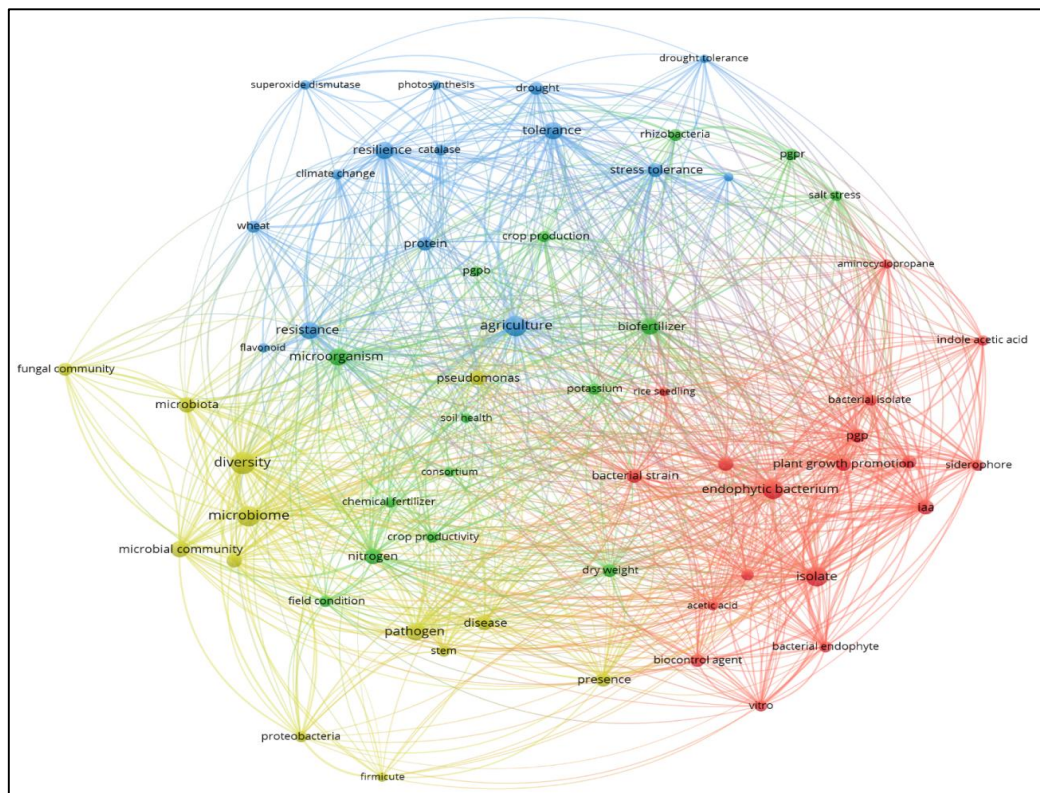 drought tolerance
superoxide dismutase
photosynthesis
drought
tolerance
rhizobacteria
resilience
catalase
pgpr
climate change
stress tolerance
salt stress
wheat
protein
crop production
aminocyclopropane
pgpb
agriculture
biofertilizer
resistance
indole acetic acid
flavonoid
microorganism
fungal community
pseudomonas
potassium
rice seedling
microbiota
bacterial isolate
soil health
pgp
diversity
plant growth promotion
siderophore
consortium
bacterial strain
endophytic bacterium
chemical fertilizer
microbiome
iaa
crop productivity
microbial community
nitrogen
dry weight
isolate
field condition
acetic acid
disease
pathogen
stem
bacterial endophyte
biocontrol agent
presence
vitro
proteobacteria
firmicute